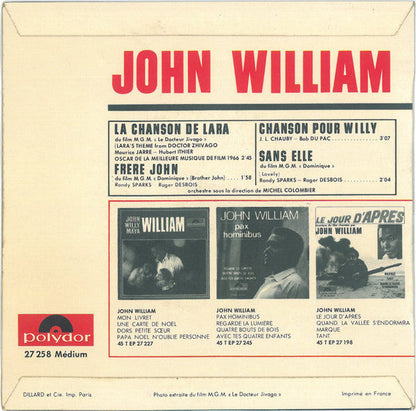 JOHN WILLIAM
LA CHANSON DE LARA
du film M.G.M. « Le Docteur Jivago »
(LARA'S THEME from DOCTOR ZHIVAGO
Maurice JARRE - Hubert ITHIER
OSCAR DE LA MEILLEURE MUSIQUE DE FILM 1966 2'45
FRERE JOHN
du film M.G.M. « Dominique » (Brother John) .... 1'58
Randy SPARKS - Roger DESBOIS
CHANSON POUR WILLY
J. L. CHAUBY - Bob DU PAC ............ 3'07
SANS ELLE
du film M.G.M. « Dominique »
(Lovely)
Randy SPARKS - Roger DESBOIS ........ 2'04
orchestre sous la direction de MICHEL COLOMBIER
JOHN
WILLY
MAYA
WILLIAM
JOHN WILLIAM
pax
hominibus
LE JOUR D'APRES
JOHN WILLIAM
JOHN WILLIAM
MON LIVRET
UNE CARTE DE NOEL
DORS PETITE SŒUR
PAPA NOEL N'OUBLIE PERSONNE
45 T EP 27 227
JOHN WILLIAM
PAX HOMINIBUS
REGARDE LA LUMIERE
QUATRE BOUTS DE BOIS
AVEC TES QUATRE ENFANTS
45 T EP 27 245
JOHN WILLIAM
LE JOUR D'APRES
QUAND LA VALLEE S'ENDORMIRA
MARQUE
TANT
45 T EP 27 198
polydor
27 258 Médium
DILLARD et Cie. Imp. Paris
Photo extraite du film M.G.M. « Le Docteur Jivago »
Imprimé en France